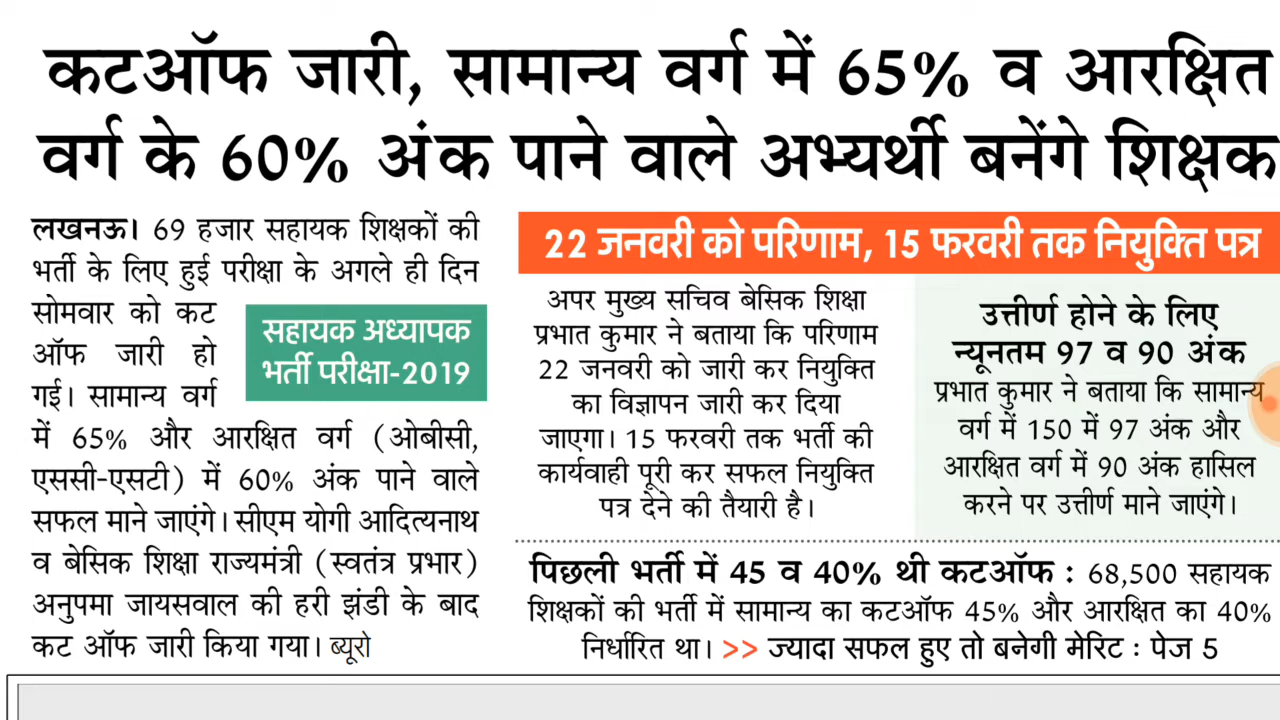 कटऑफ जारी, सामान्य वर्ग में 65% व आरक्षित
वर्ग के 60% अंक पाने वाले अभ्यर्थी बनेंगे शिक्षक
लखनऊ। 69 हजार सहायक शिक्षकों की
भर्ती के लिए हुई परीक्षा के अगले ही दिन
सोमवार को कट
ऑफ जारी हो
गई। सामान्य वर्ग
में 65% और आरक्षित वर्ग (ओबीसी,
एससी-एसटी) में 60% अंक पाने वाले
सफल माने जाएंगे। सीएम योगी आदित्यनाथ
व बेसिक शिक्षा राज्यमंत्री (स्वतंत्र प्रभार)
अनुपमा जायसवाल की हरी झंडी के बाद
कट ऑफ जारी किया गया। ब्यूरो
सहायक अध्यापक
भर्ती परीक्षा-2019
22 जनवरी को परिणाम, 15 फरवरी तक नियुक्ति पत्र
अपर मुख्य सचिव बेसिक शिक्षा
प्रभात कुमार ने बताया कि परिणाम
22 जनवरी को जारी कर नियुक्ति
का विज्ञापन जारी कर दिया
जाएगा। 15 फरवरी तक भर्ती की
कार्यवाही पूरी कर सफल नियुक्ति
पत्र देने की तैयारी है।
उत्तीर्ण होने के लिए
न्यूनतम 97 व 90 अंक
प्रभात कुमार ने बताया कि सामान्य
वर्ग में 150 में 97 अंक और
आरक्षित वर्ग में 90 अंक हासिल
करने पर उत्तीर्ण माने जाएंगे।
पिछली भर्ती में 45 व 40% थी कटऑफ : 68,500 सहायक
शिक्षकों की भर्ती में सामान्य का कटऑफ 45% और आरक्षित का 40%
निर्धारित था। >> ज्यादा सफल हुए तो बनेगी मेरिट : पेज 5